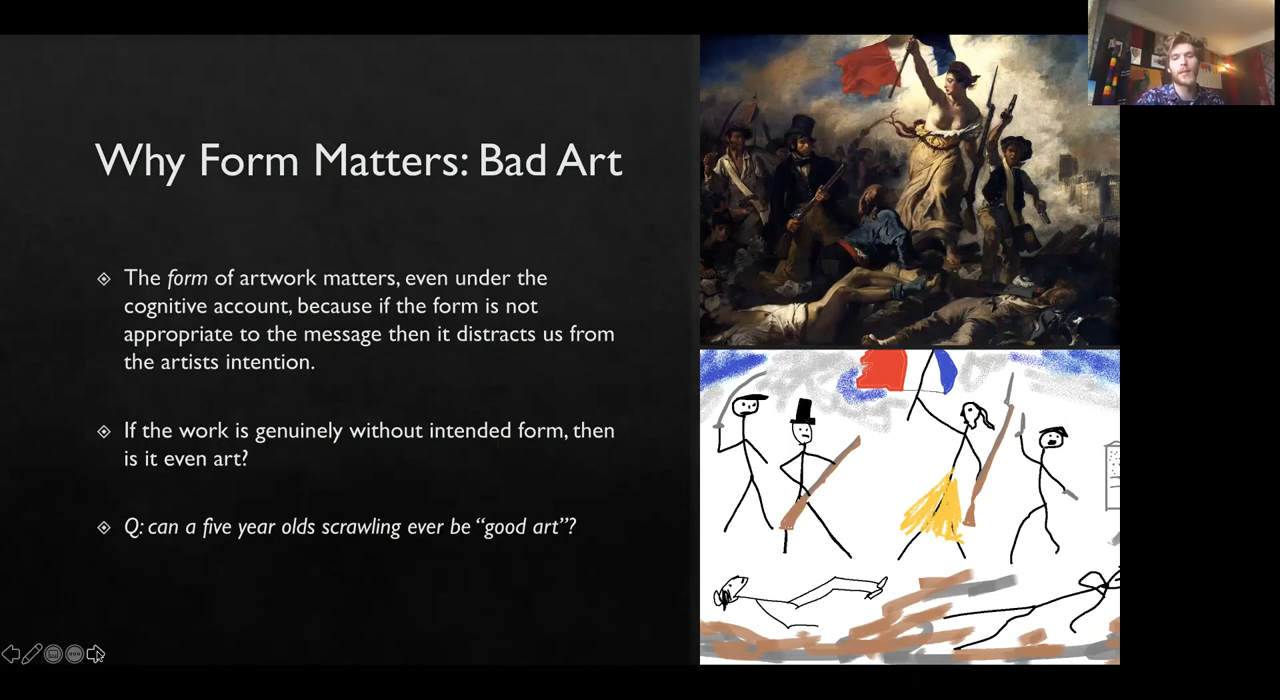 Why Form Matters: Bad Art
The form of artwork matters, even under the
cognitive account, because if the form is not
appropriate to the message then it distracts us from
the artists intention.
If the work is genuinely without intended form, then
is it even art?
Q: can a five year olds scrawling ever be “good art”?